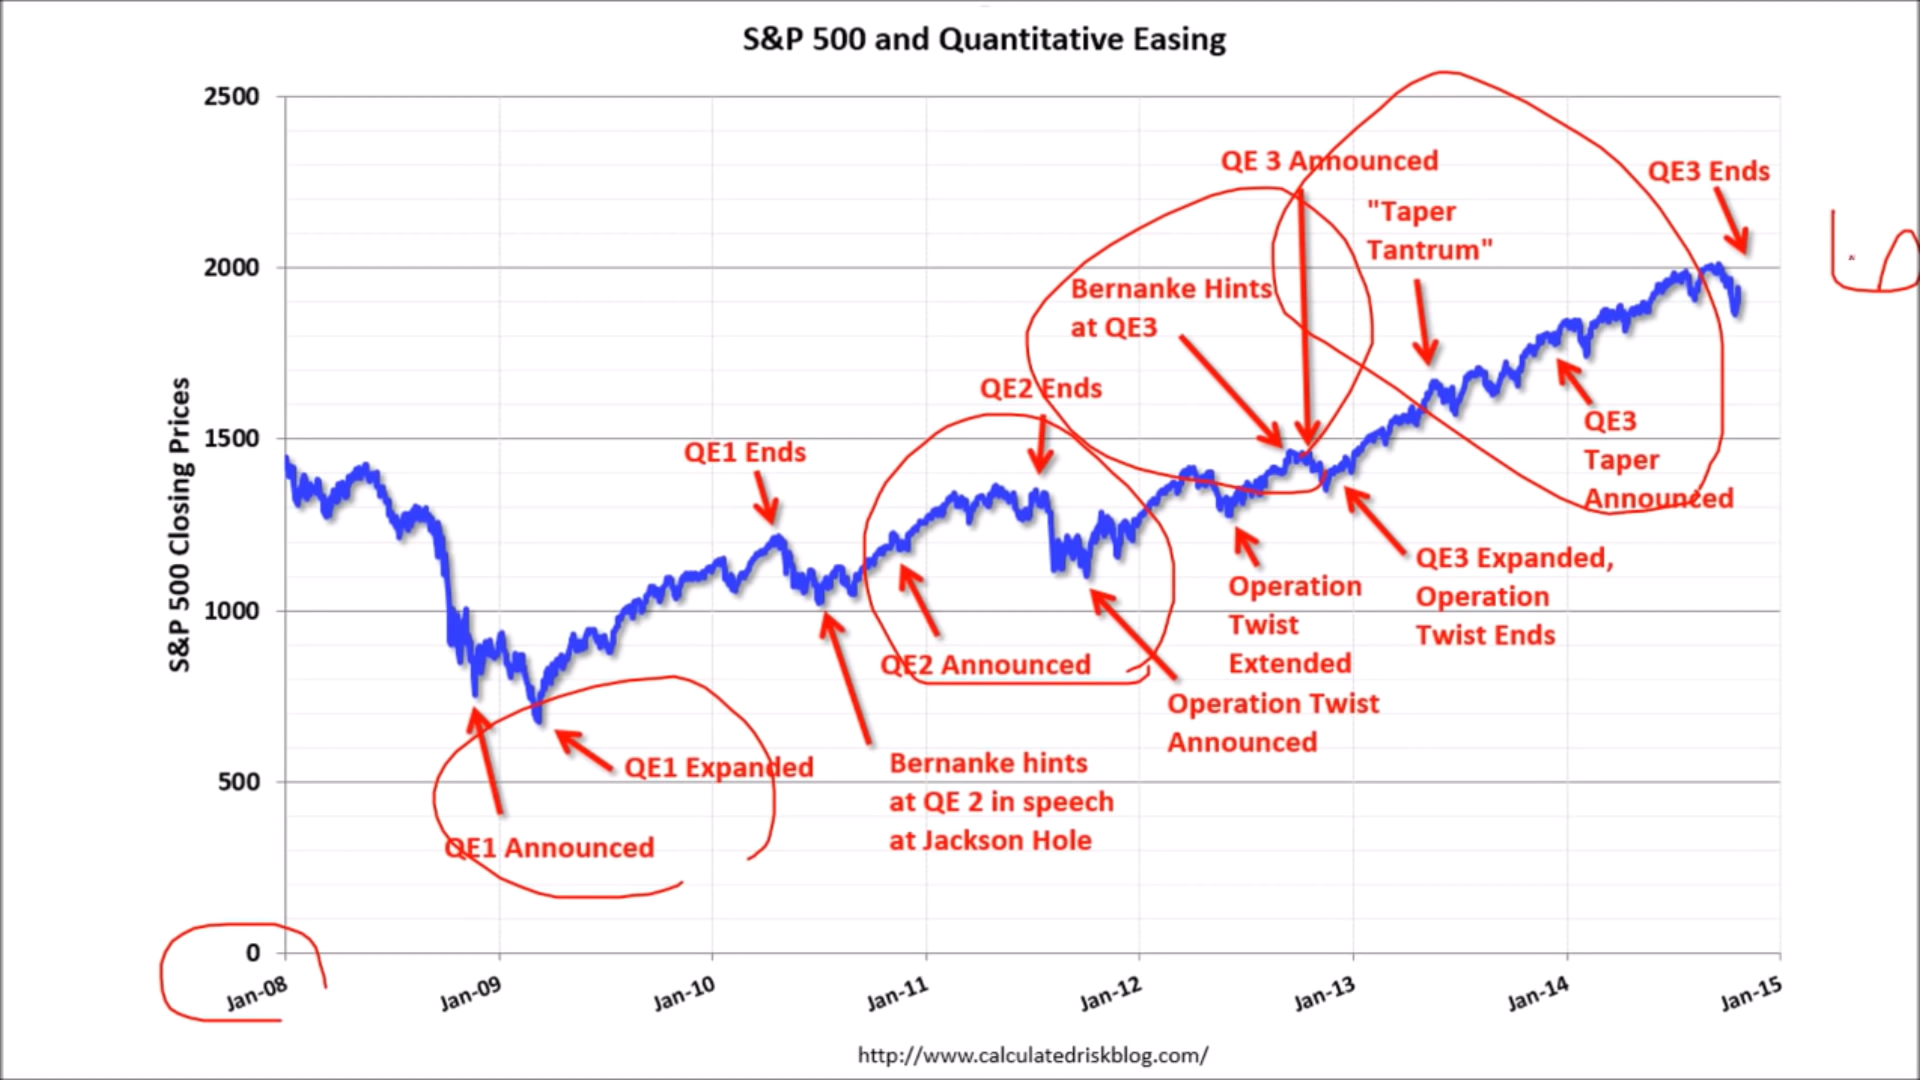 S&P 500 and Quantitative Easing
S&P 500 Closing Prices
2500
2000
1500
1000
500
0
Jan-08
Jan-09
Jan-10
Jan-11
Jan-12
Jan-13
Jan-14
Jan-15
QE1 Announced
QE1 Expanded
QE1 Ends
Bernanke hints
at QE 2 in speech
at Jackson Hole
QE2 Announced
QE2 Ends
Operation Twist
Announced
Operation
Twist
Extended
Bernanke Hints
at QE3
QE 3 Announced
QE3 Expanded,
Operation
Twist Ends
"Taper
Tantrum"
QE3
Taper
Announced
QE3 Ends
http://www.calculatedriskblog.com/